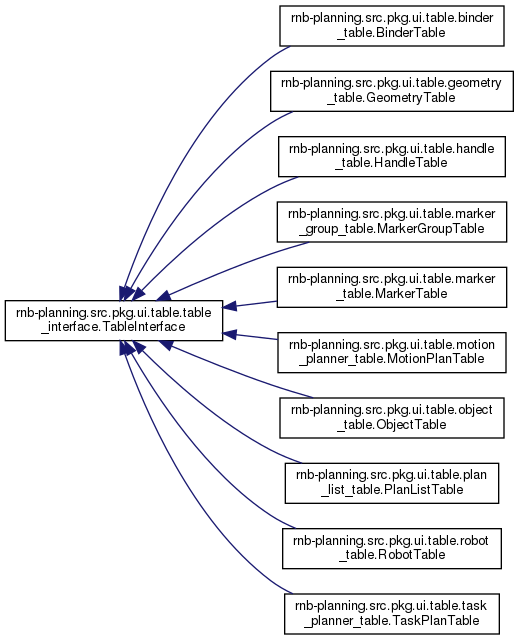 rnb-planning.src.pkg.ui.table.binder
_table.BinderTable
rnb-planning.src.pkg.ui.table.geometry
_table.GeometryTable
rnb-planning.src.pkg.ui.table.handle
_table.HandleTable
rnb-planning.src.pkg.ui.table.marker
_group_table.MarkerGroupTable
rnb-planning.src.pkg.ui.table.marker
_table.MarkerTable
rnb-planning.src.pkg.ui.table.table
_interface.TableInterface
rnb-planning.src.pkg.ui.table.motion
_planner_table.MotionPlanTable
rnb-planning.src.pkg.ui.table.object
_table.ObjectTable
rnb-planning.src.pkg.ui.table.plan
_list_table.PlanListTable
rnb-planning.src.pkg.ui.table.robot
_table.RobotTable
rnb-planning.src.pkg.ui.table.task
_planner_table.TaskPlanTable